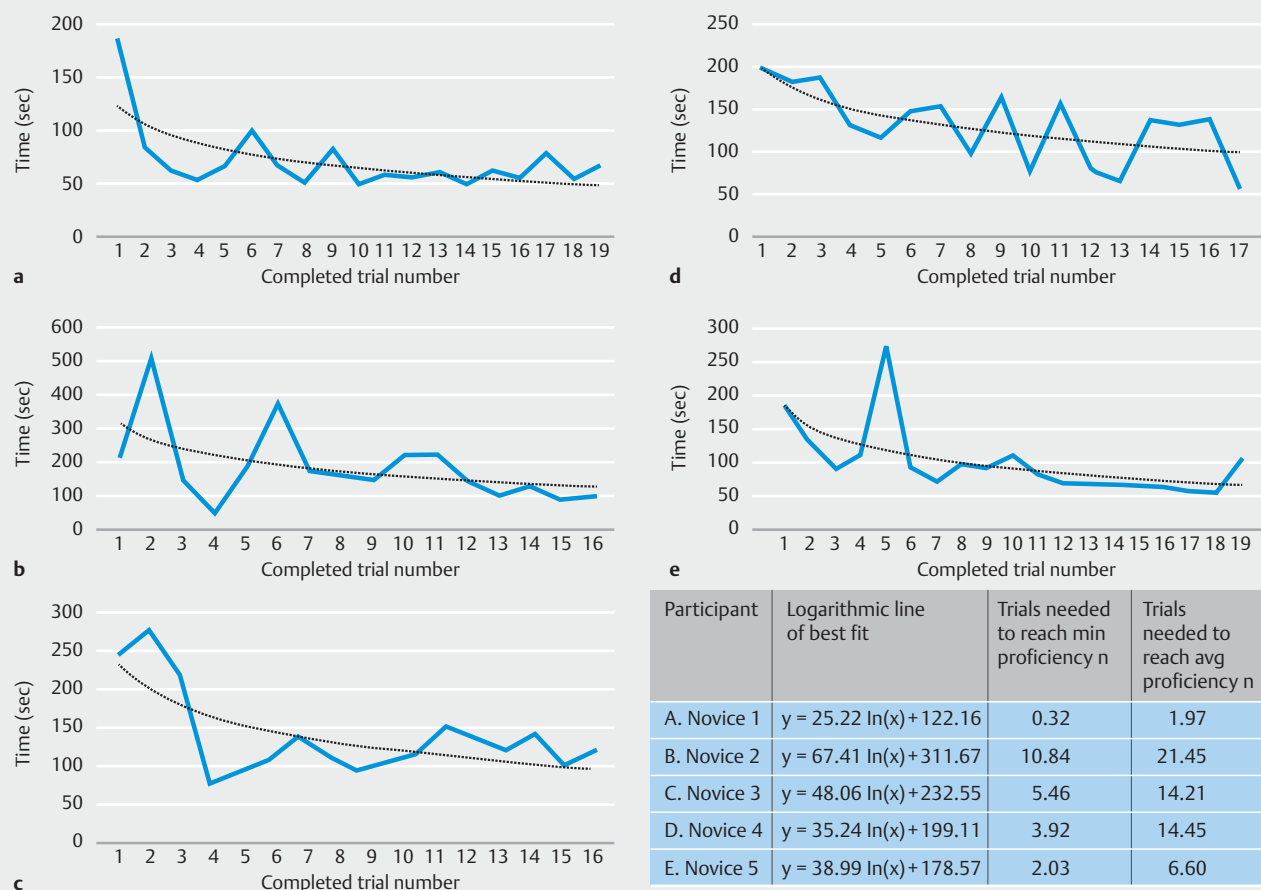 200
150
100
50
0
Time (sec)
1 2 3 4 5 6 7 8 9 10 11 12 13 14 15 16 17 18 19
Completed trial number
a
600
500
400
300
200
100
0
Time (sec)
1 2 3 4 5 6 7 8 9 10 11 12 13 14 15 16
Completed trial number
b
300
250
200
150
100
50
0
Time (sec)
1 2 3 4 5 6 7 8 9 10 11 12 13 14 15 16
Completed trial number
c
250
200
150
100
50
0
Time (sec)
1 2 3 4 5 6 7 8 9 10 11 12 13 14 15 16 17
Completed trial number
d
300
250
200
150
100
50
0
Time (sec)
1 2 3 4 5 6 7 8 9 10 11 12 13 14 15 16 17 18 19
Completed trial number
e
Participant Logarithmic line Trials needed Trials
of best fit to reach min needed to
proficiency n reach avg
proficiency n
A. Novice 1 y = 25.22 In(x)+122.16 0.32 1.97
B. Novice 2 y = 67.41 In(x)+311.67 10.84 21.45
C. Novice 3 y = 48.06 In(x)+232.55 5.46 14.21
D. Novice 4 y = 35.24 In(x)+199.11 3.92 14.45
E. Novice 5 y = 38.99 In(x)+178.57 2.03 6.60